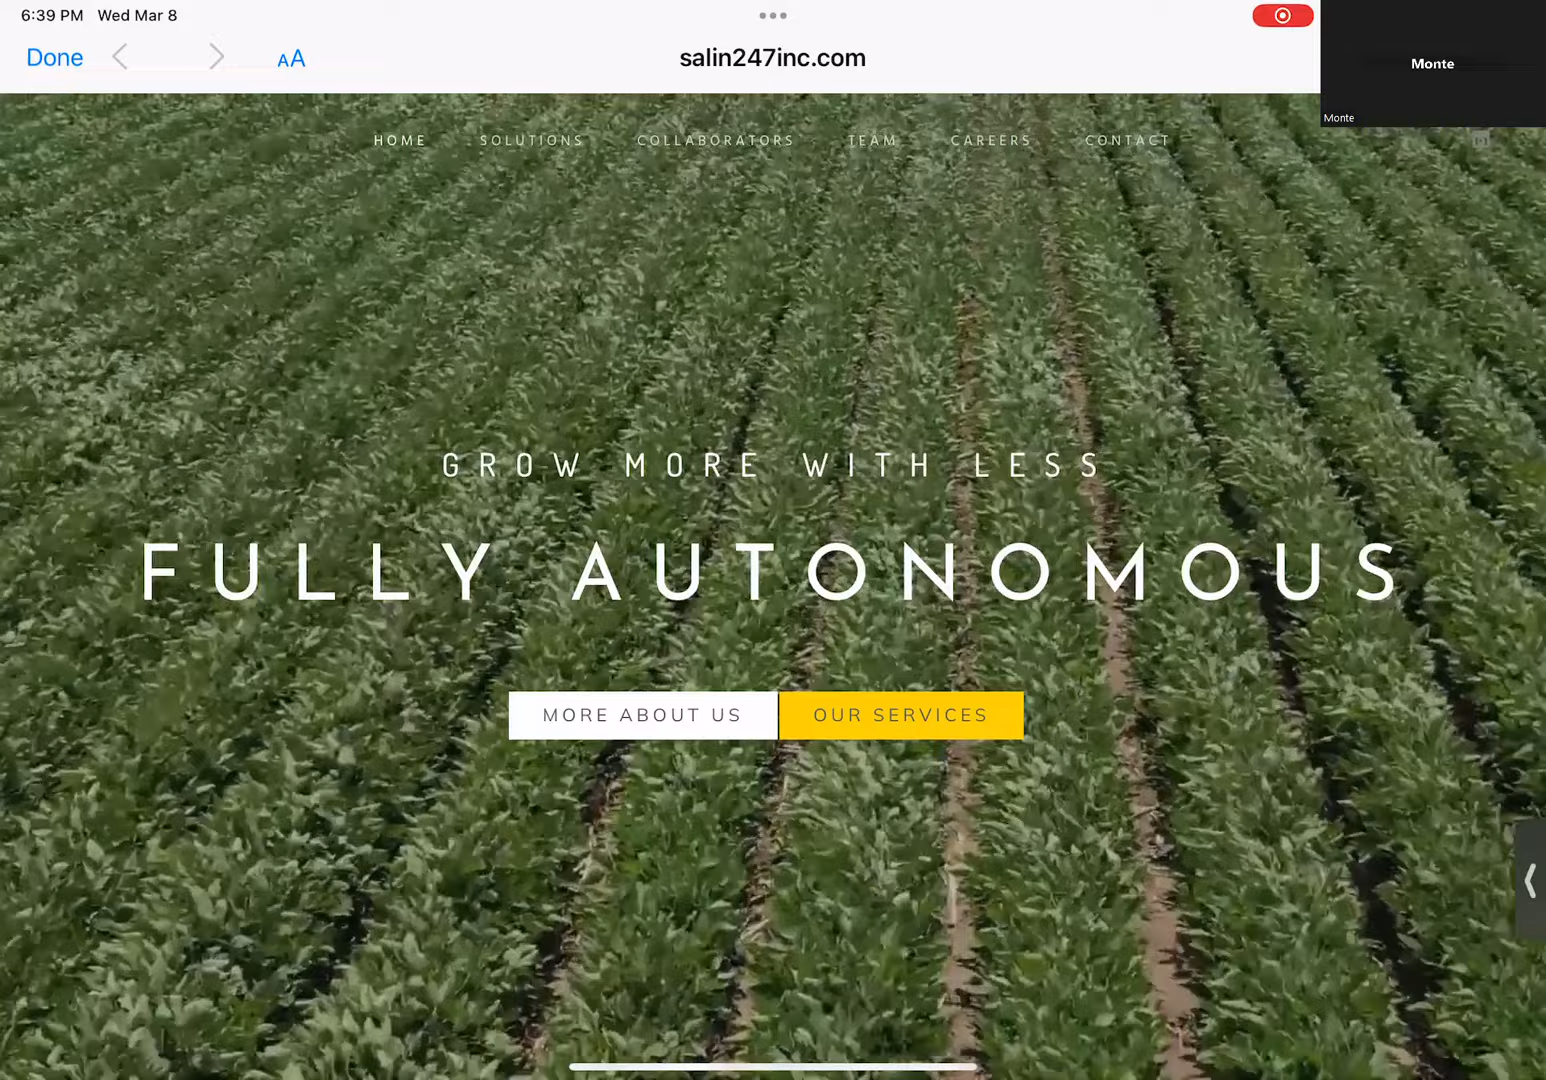 6:39 PM Wed Mar 8
Done
AA
salin247inc.com
Monte
Monte
HOME SOLUTIONS COLLABORATORS TEAM CAREERS CONTACT
GROW MORE WITH LESS
FULLY AUTONOMOUS
MORE ABOUT US
OUR SERVICES